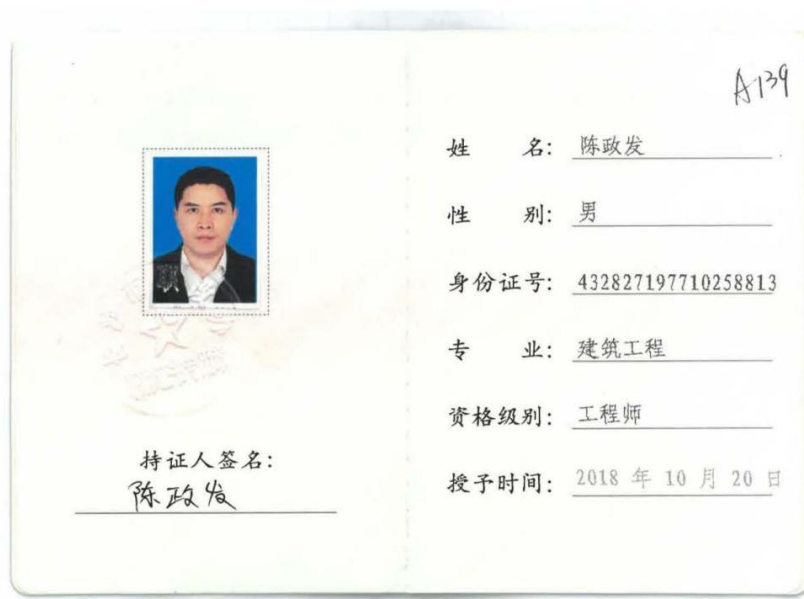 A139
姓 名: 陈政发
性 别: 男
身份证号: 432827197710258813
专 业: 建筑工程
资格级别: 工程师
授予时间: 2018 年 10 月 20 日
持证人签名:
陈政发